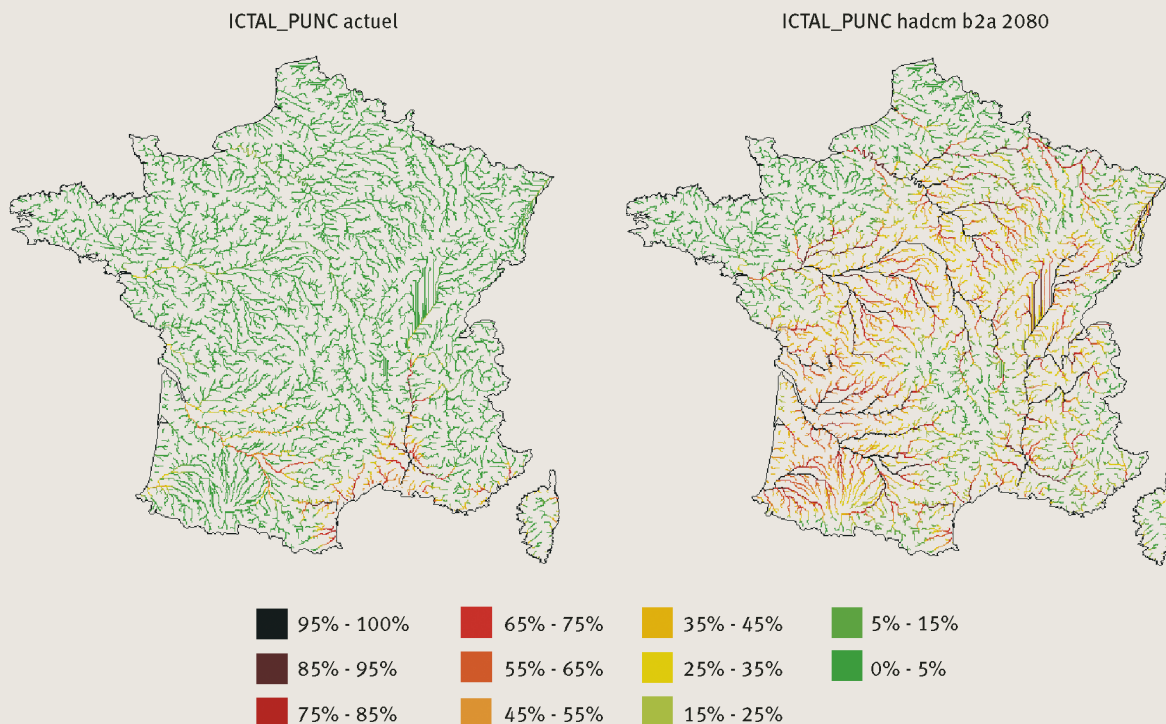 ICTAL_PUNC actuel
ICTAL_PUNC hadcm b2a 2080
95% - 100%
65% - 75%
35% - 45%
5% - 15%
85% - 95%
55% - 65%
25% - 35%
0% - 5%
75% - 85%
45% - 55%
15% - 25%